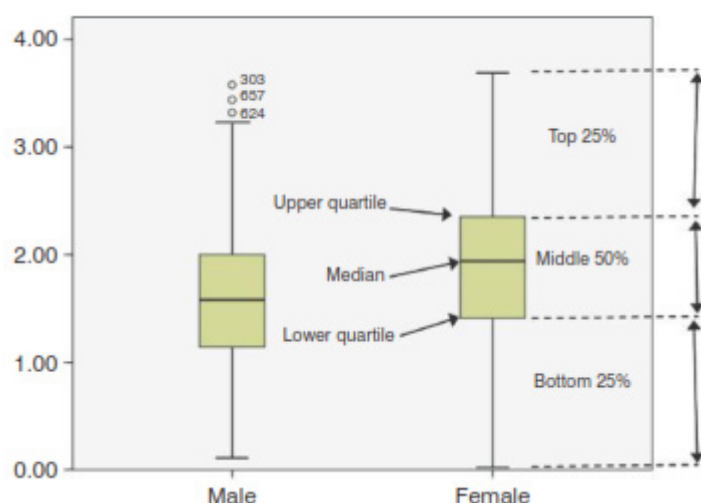 4.00
3.00
2.00
1.00
0.00
303
657
624
Upper quartile
Median
Lower quartile
Top 25%
Middle 50%
Bottom 25%
Male
Female